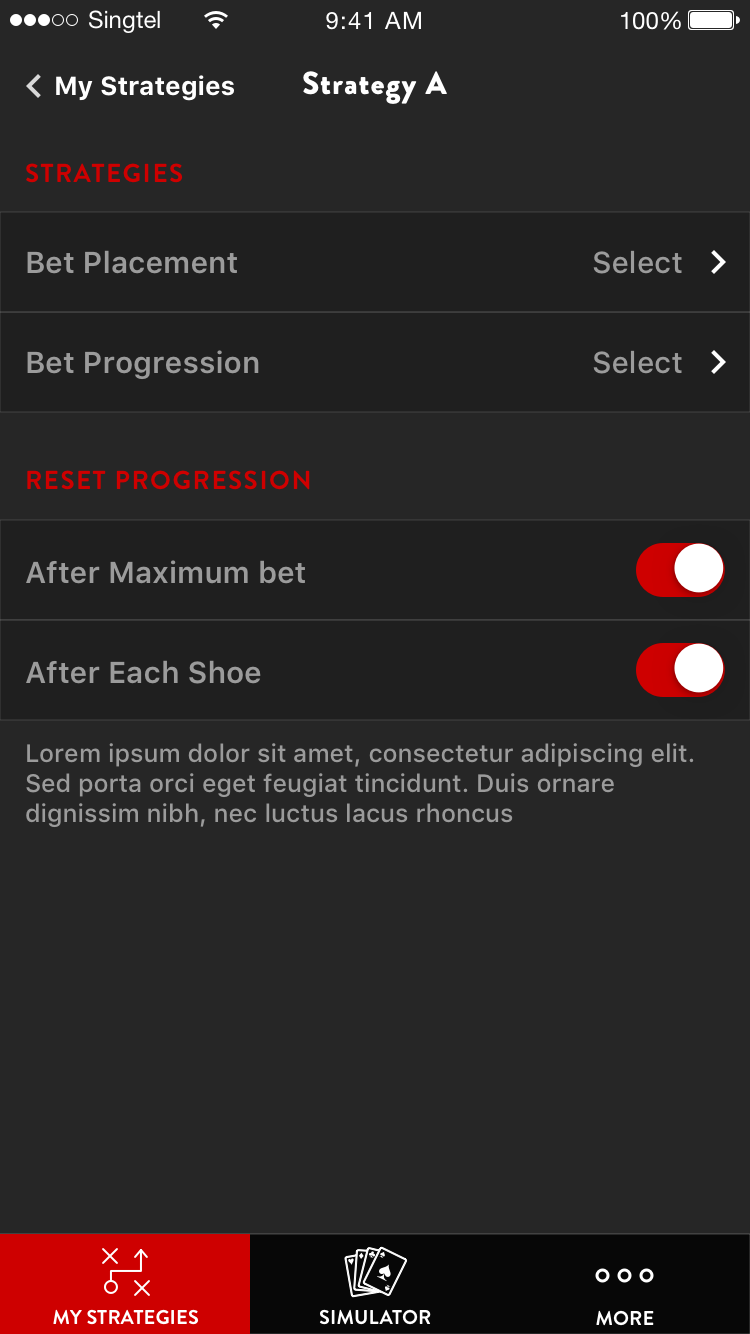 Singtel 9:41 AM 100%
My Strategies Strategy A
STRATEGIES
Bet Placement Select
Bet Progression Select
RESET PROGRESSION
After Maximum bet
After Each Shoe
Lorem ipsum dolor sit amet, consectetur adipiscing elit.
Sed porta orci eget feugiat tincidunt. Duis ornare
dignissim nibh, nec luctus lacus rhoncus
MY STRATEGIES SIMULATOR MORE